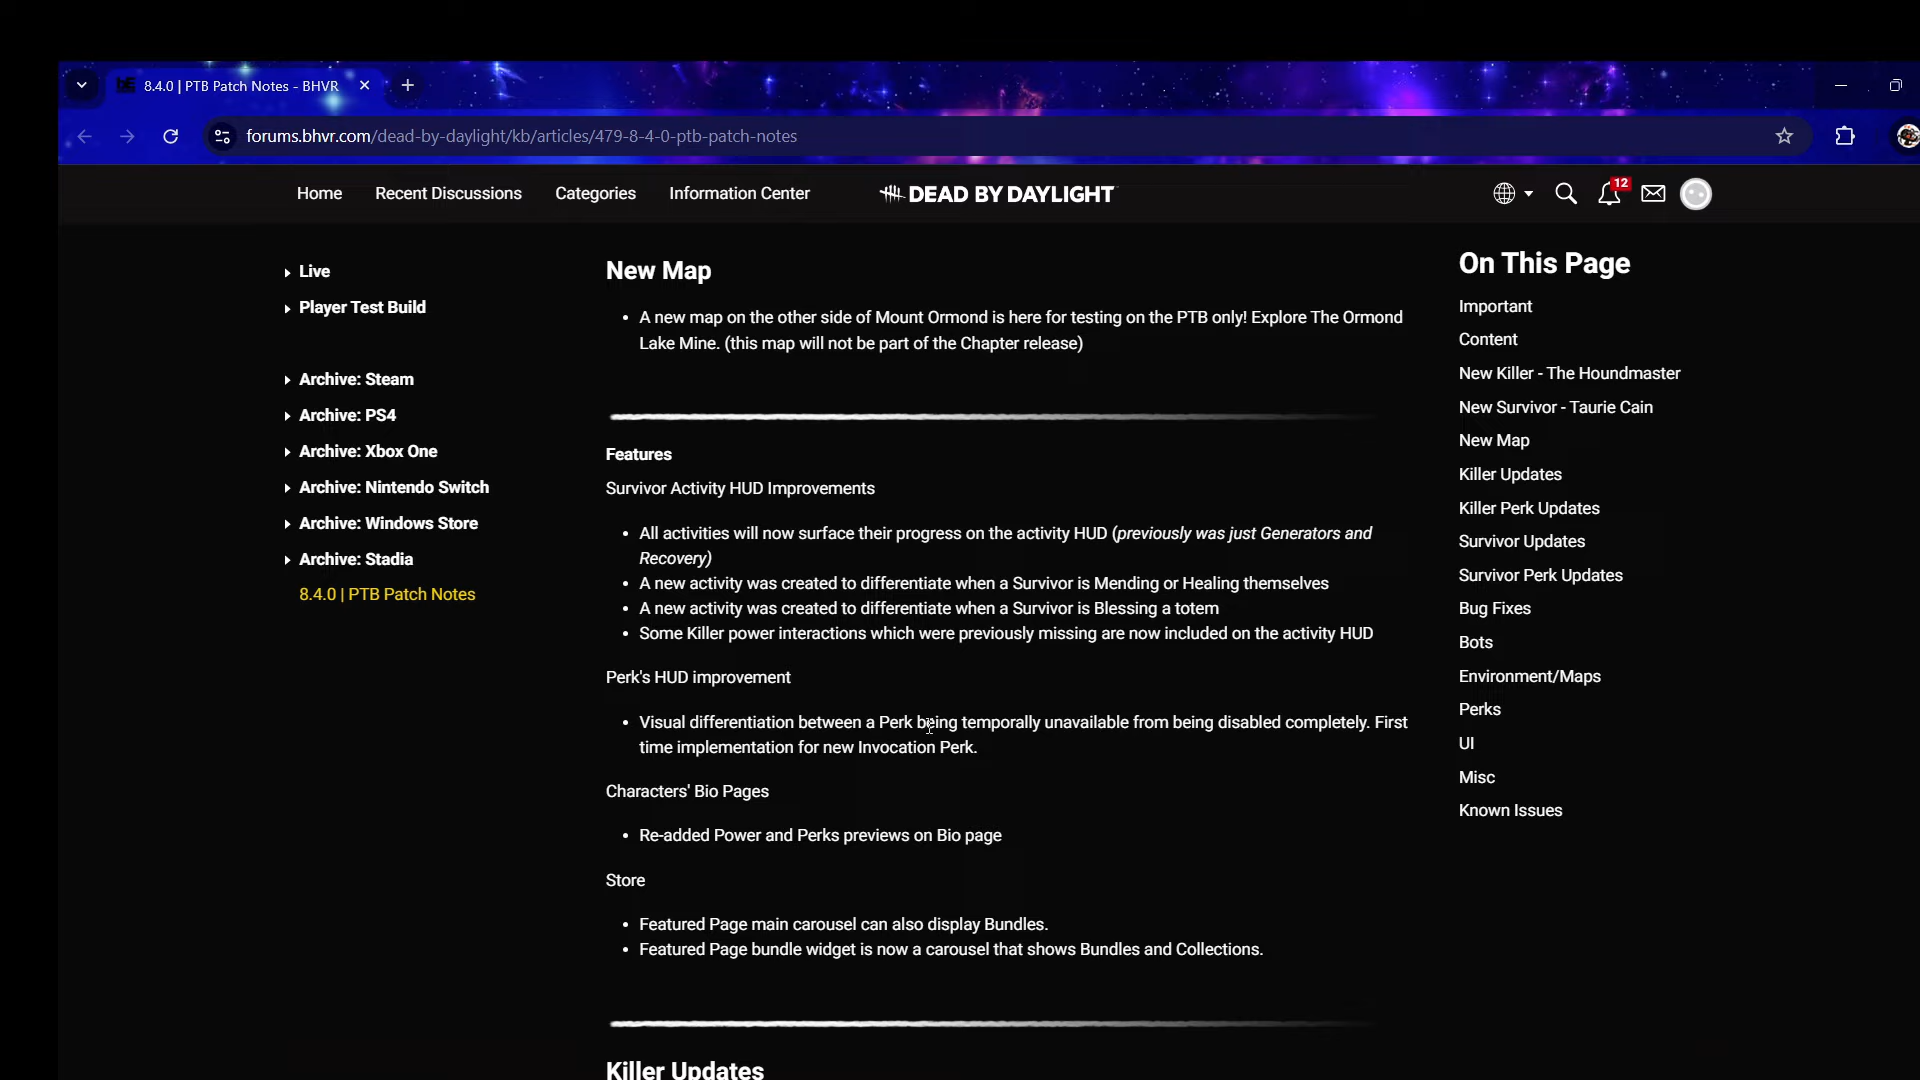 8.4.0 | PTB Patch Notes - BHVR
forums.bhvr.com/dead-by-daylight/kb/articles/479-8-4-0-ptb-patch-notes
Home Recent Discussions Categories Information Center DEAD BY DAYLIGHT 12
Live
Player Test Build
Archive: Steam
Archive: PS4
Archive: Xbox One
Archive: Nintendo Switch
Archive: Windows Store
Archive: Stadia
8.4.0 | PTB Patch Notes
New Map
• A new map on the other side of Mount Ormond is here for testing on the PTB only! Explore The Ormond
Lake Mine. (this map will not be part of the Chapter release)
Features
Survivor Activity HUD Improvements
• All activities will now surface their progress on the activity HUD (previously was just Generators and
Recovery)
• A new activity was created to differentiate when a Survivor is Mending or Healing themselves
• A new activity was created to differentiate when a Survivor is Blessing a totem
• Some Killer power interactions which were previously missing are now included on the activity HUD
Perk's HUD improvement
• Visual differentiation between a Perk being temporally unavailable from being disabled completely. First
time implementation for new Invocation Perk.
Characters' Bio Pages
• Re-added Power and Perks previews on Bio page
Store
• Featured Page main carousel can also display Bundles.
• Featured Page bundle widget is now a carousel that shows Bundles and Collections.
Killer Updates
On This Page
Important
Content
New Killer - The Houndmaster
New Survivor - Taurie Cain
New Map
Killer Updates
Killer Perk Updates
Survivor Updates
Survivor Perk Updates
Bug Fixes
Bots
Environment/Maps
Perks
UI
Misc
Known Issues